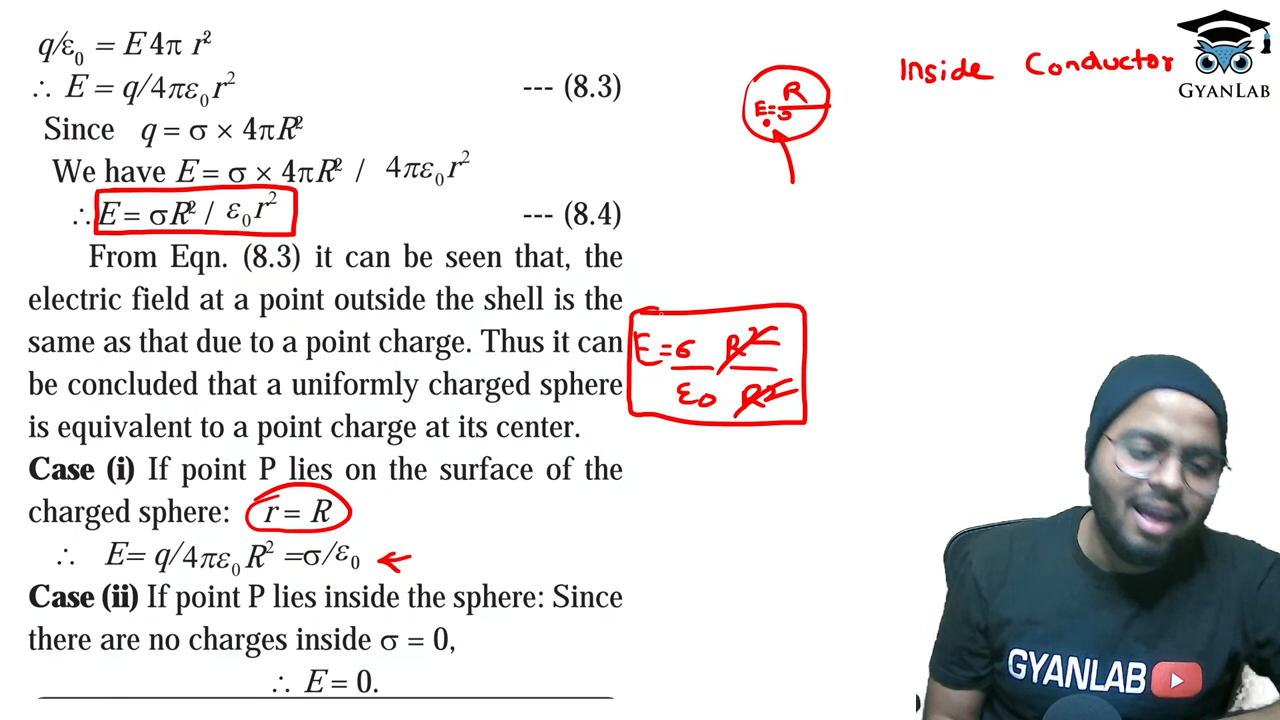 q/ε₀ = E 4π r²
∴ E = q/4πε₀r² --- (8.3)
Since q = σ × 4πR²
We have E = σ × 4πR² / 4πε₀r²
∴ E = σR² / ε₀r² --- (8.4)
From Eqn. (8.3) it can be seen that, the
electric field at a point outside the shell is the
same as that due to a point charge. Thus it can
be concluded that a uniformly charged sphere
is equivalent to a point charge at its center.
Case (i) If point P lies on the surface of the
charged sphere: r = R
∴ E= q/4πε₀R² =σ/ε₀
Case (ii) If point P lies inside the sphere: Since
there are no charges inside σ = 0,
∴ E = 0.
Inside Conductor
R
E=
E = σ R²
ε₀ R²
GYANLAB
GYANLAB